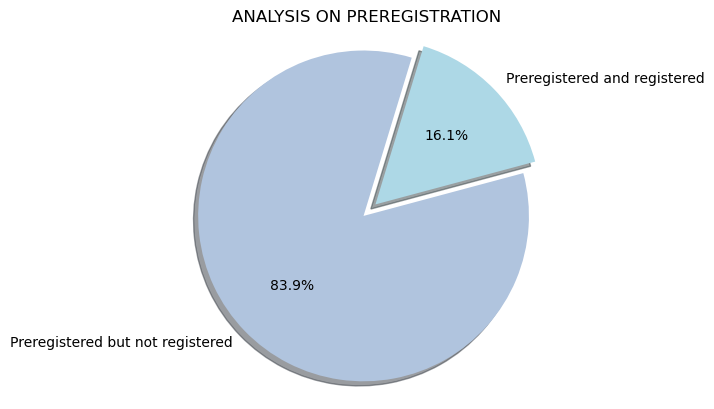 ANALYSIS ON PREREGISTRATION
Preregistered and registered
16.1%
83.9%
Preregistered but not registered